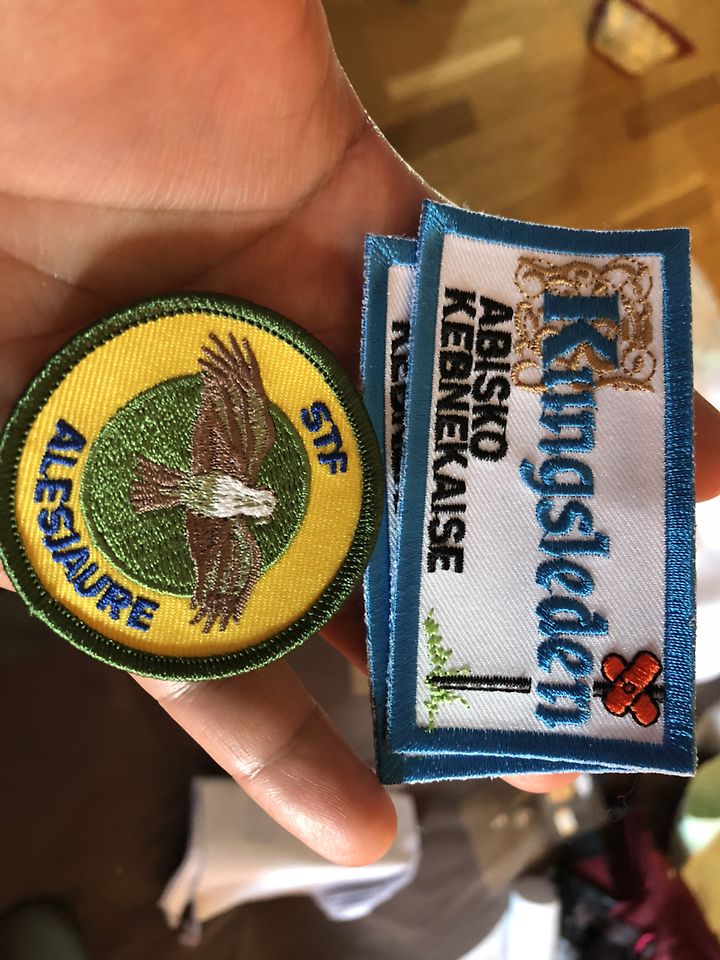 STF
ALESJAURE
Kungsleden
ABISKO
KEBNEKAISE